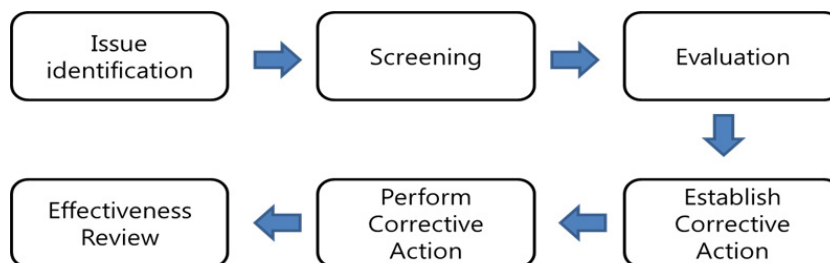 Issue
identification
Screening
Evaluation
Establish
Corrective
Action
Perform
Corrective
Action
Effectiveness
Review